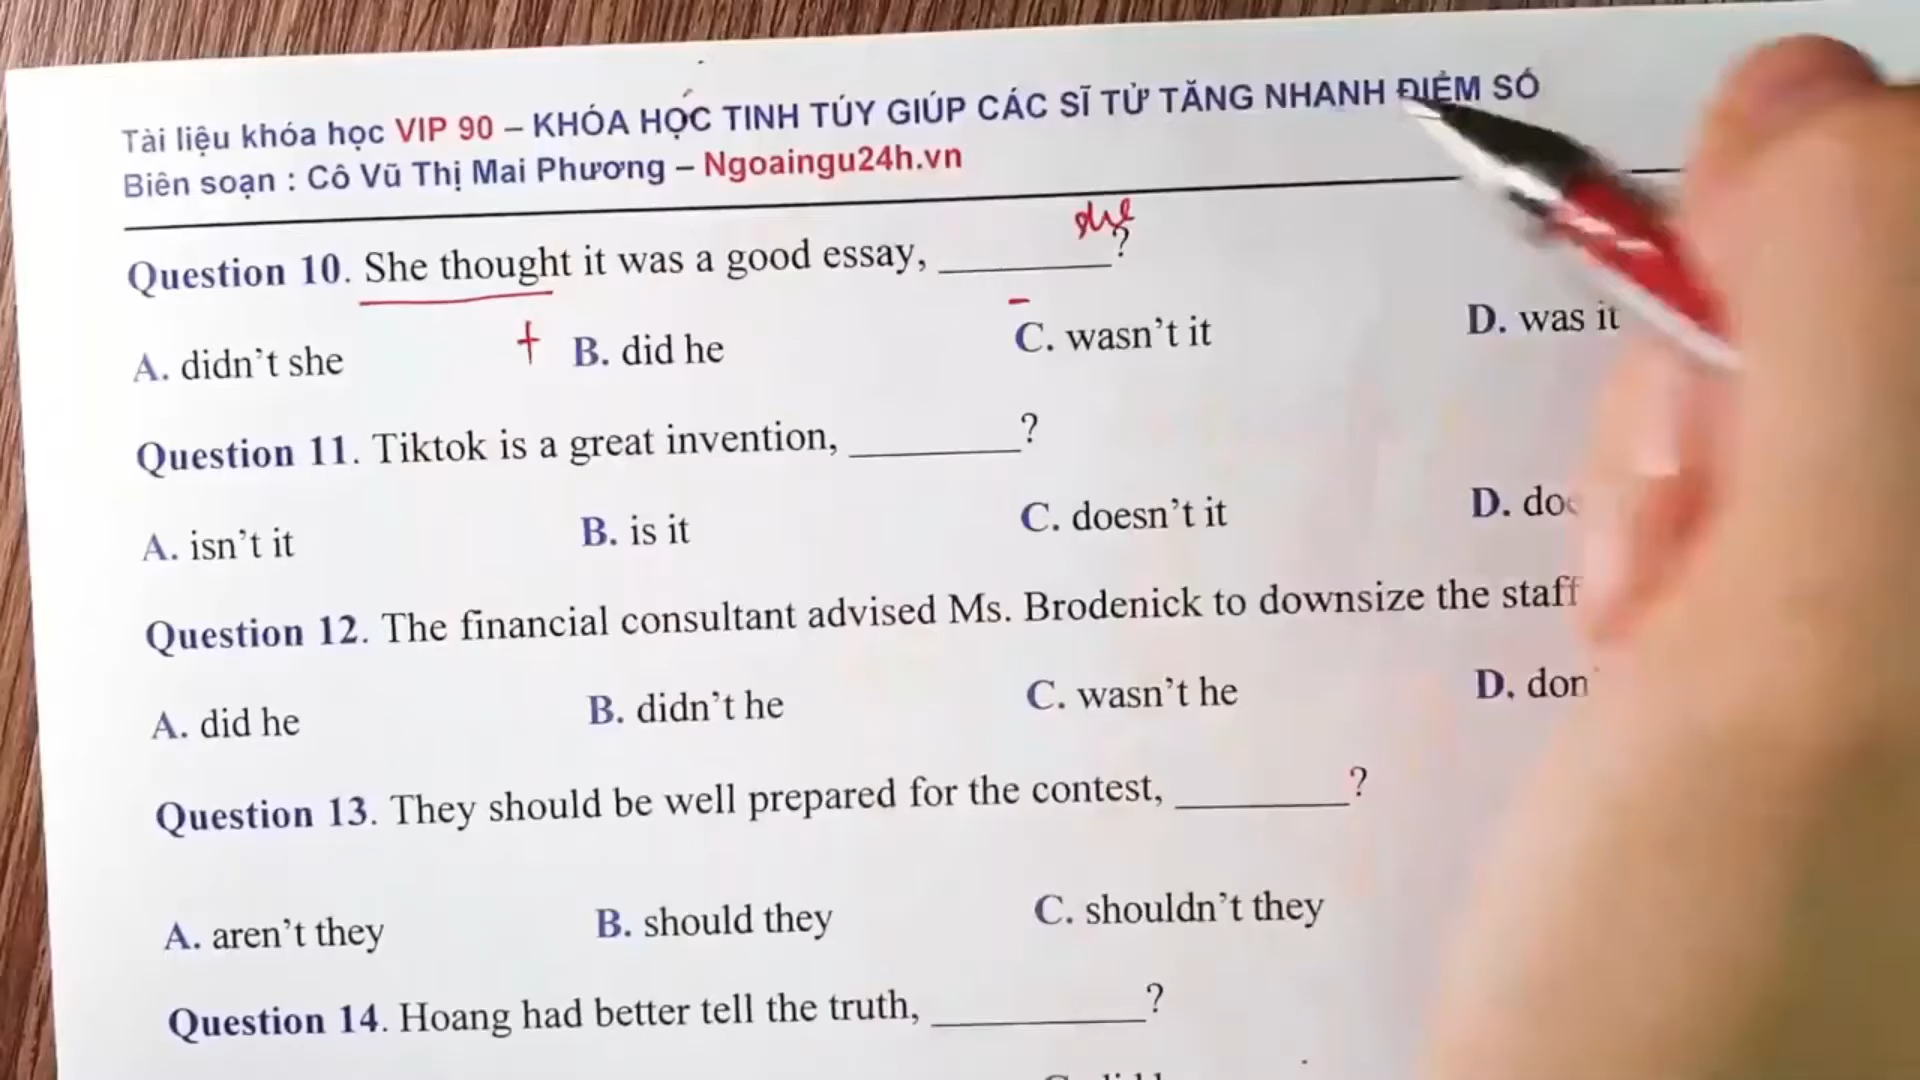 Tài liệu khóa học VIP 90 – KHÓA HỌC TINH TÚY GIÚP CÁC SĨ TỬ TĂNG NHANH ĐIỂM SỐ
Biên soạn : Cô Vũ Thị Mai Phương – Ngoaingu24h.vn
she
Question 10. She thought it was a good essay, _________?
+ –
A. didn't she B. did he C. wasn't it D. was it
Question 11. Tiktok is a great invention, _________?
A. isn't it B. is it C. doesn't it D.
Question 12. The financial consultant advised Ms. Brodenick to downsize the staff
A. did he B. didn't he C. wasn't he D.
Question 13. They should be well prepared for the contest, _________?
A. aren't they B. should they C. shouldn't they
Question 14. Hoang had better tell the truth, ___________?